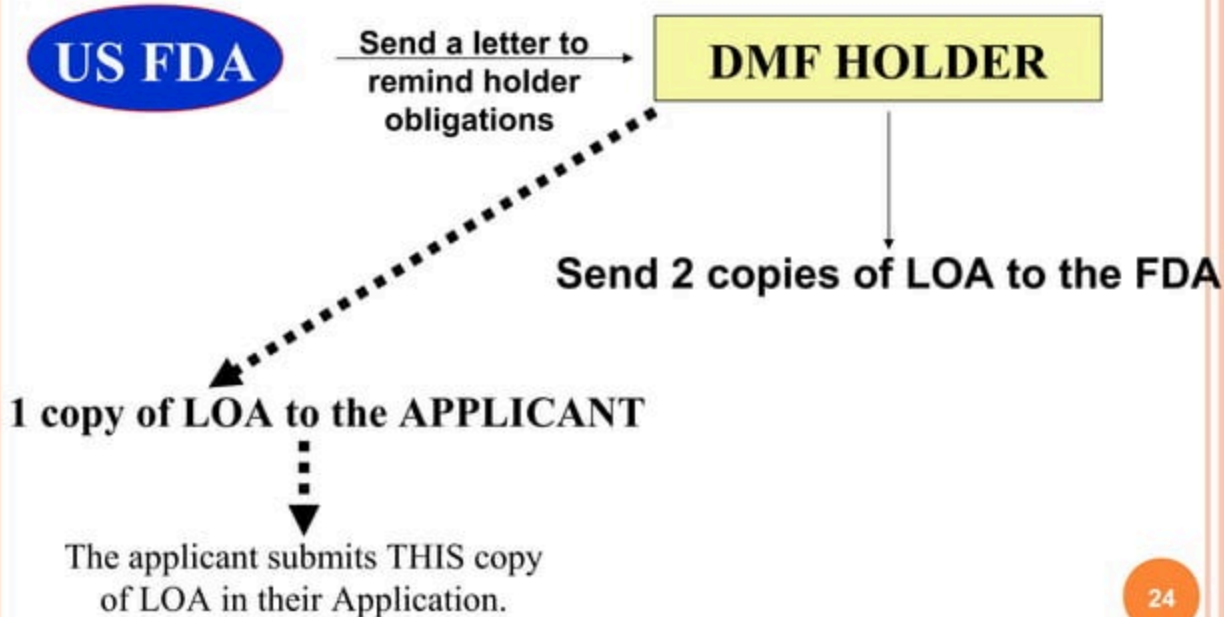 US FDA
Send a letter to
remind holder
obligations
DMF HOLDER
Send 2 copies of LOA to the FDA
1 copy of LOA to the APPLICANT
The applicant submits THIS copy
of LOA in their Application.
24